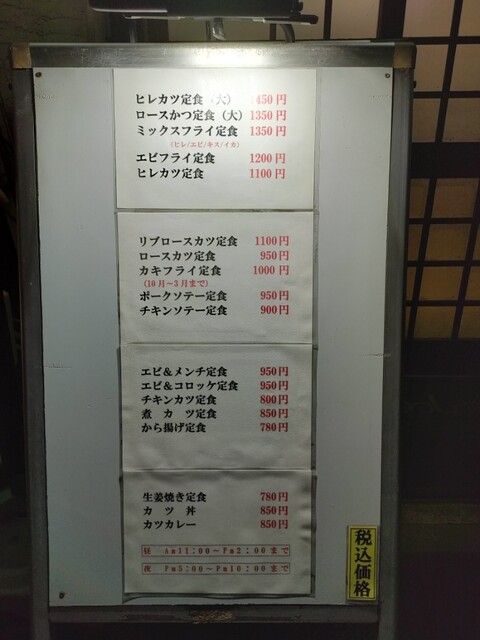 ヒレカツ定食（大） 1450円
ロースかつ定食（大） 1350円
ミックスフライ定食 1350円
（ヒレ/エビ/キス/イカ）
エビフライ定食 1200円
ヒレカツ定食 1100円
リブロースカツ定食 1100円
ロースカツ定食 950円
カキフライ定食 1000円
（10月～3月まで）
ポークソテー定食 950円
チキンソテー定食 900円
エビ＆メンチ定食 950円
エビ＆コロッケ定食 950円
チキンカツ定食 800円
煮カツ定食 850円
から揚げ定食 780円
生姜焼き定食 780円
カツ丼 850円
カツカレー 850円
昼 Am11:00～Pm2:00まで
夜 Pm5:00～Pm10:00まで
税込価格